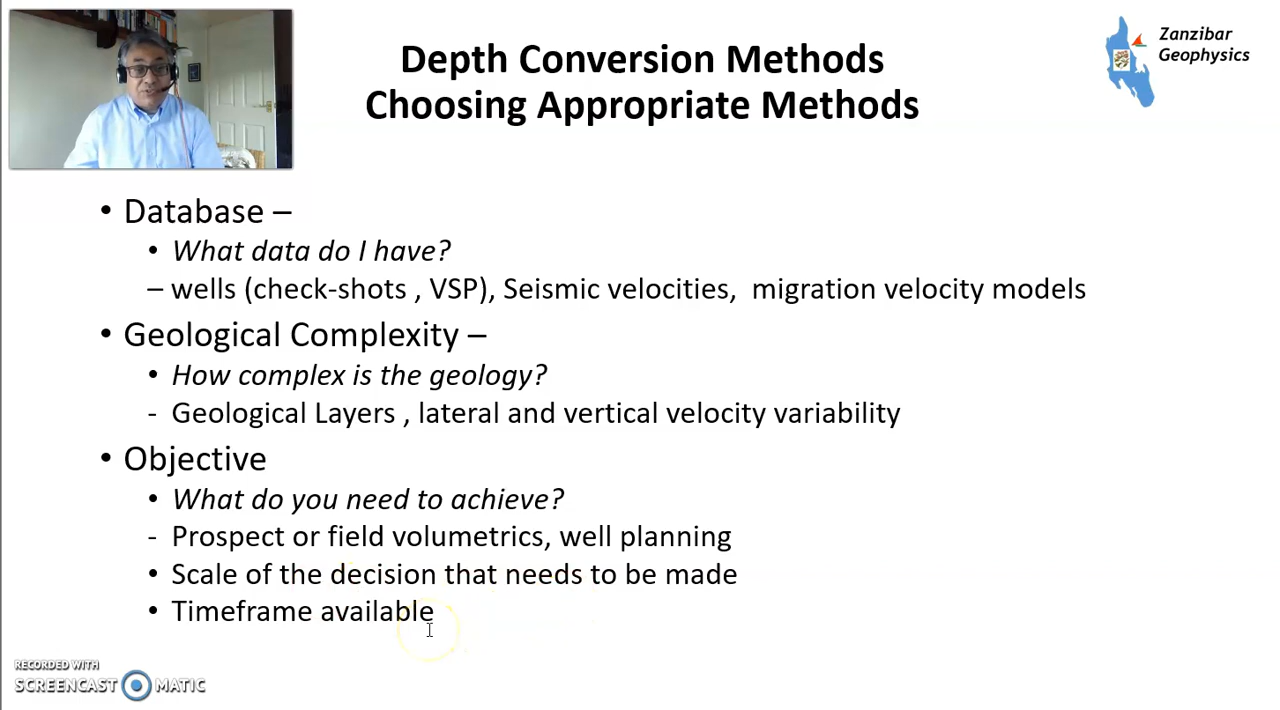 Depth Conversion Methods
Choosing Appropriate Methods
Zanzibar
Geophysics
• Database –
• What data do I have?
– wells (check-shots , VSP), Seismic velocities, migration velocity models
• Geological Complexity –
• How complex is the geology?
- Geological Layers , lateral and vertical velocity variability
• Objective
• What do you need to achieve?
- Prospect or field volumetrics, well planning
• Scale of the decision that needs to be made
• Timeframe available
RECORDED WITH
SCREENCAST MATIC